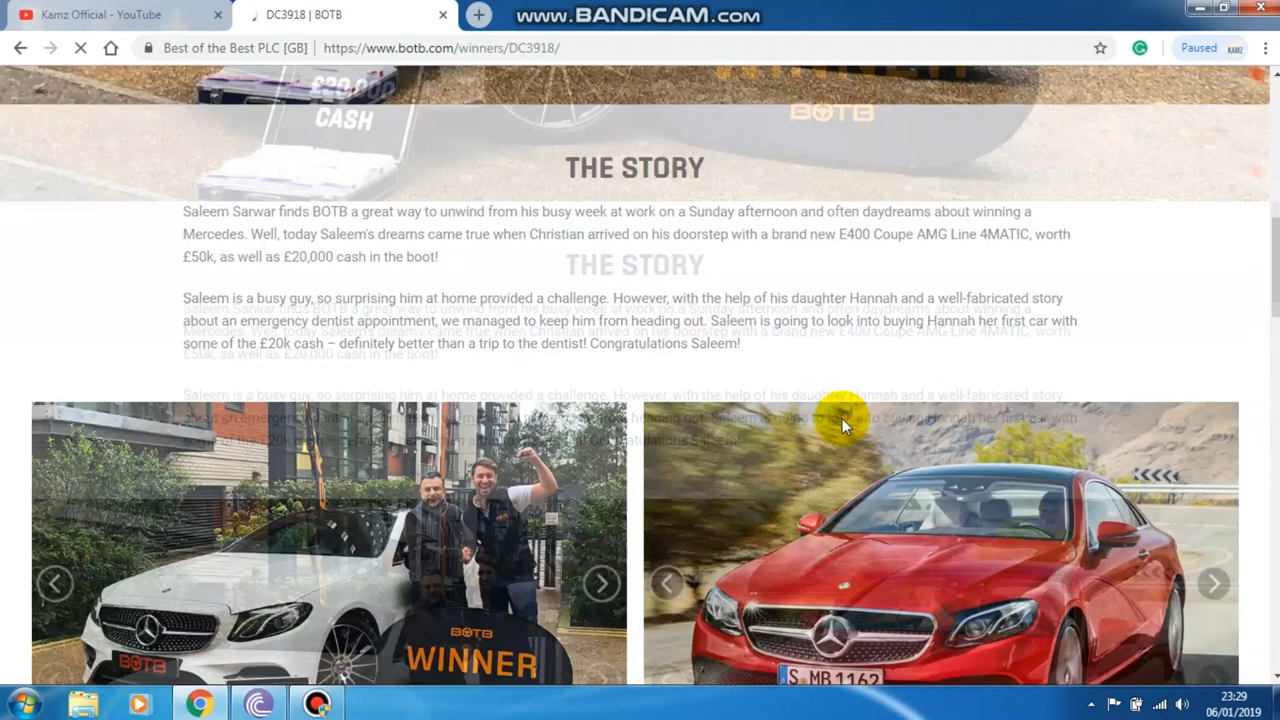 Kamz Official - YouTube
DC3918 | BOTB
www.BANDICAM.com
Best of the Best PLC [GB] | https://www.botb.com/winners/DC3918/
Paused
KAMZ
WINNER
£20,000
CASH
BOTB
THE STORY
Saleem Sarwar finds BOTB a great way to unwind from his busy week at work on a Sunday afternoon and often daydreams about winning a
Mercedes. Well, today Saleem's dreams came true when Christian arrived on his doorstep with a brand new E400 Coupe AMG Line 4MATIC, worth
£50k, as well as £20,000 cash in the boot!
THE STORY
Saleem is a busy guy, so surprising him at home provided a challenge. However, with the help of his daughter Hannah and a well-fabricated story
about an emergency dentist appointment, we managed to keep him from heading out. Saleem is going to look into buying Hannah her first car with
some of the £20k cash – definitely better than a trip to the dentist! Congratulations Saleem!
BOTB
WINNER
BOTB
S MB 1162
23:29
06/01/2019